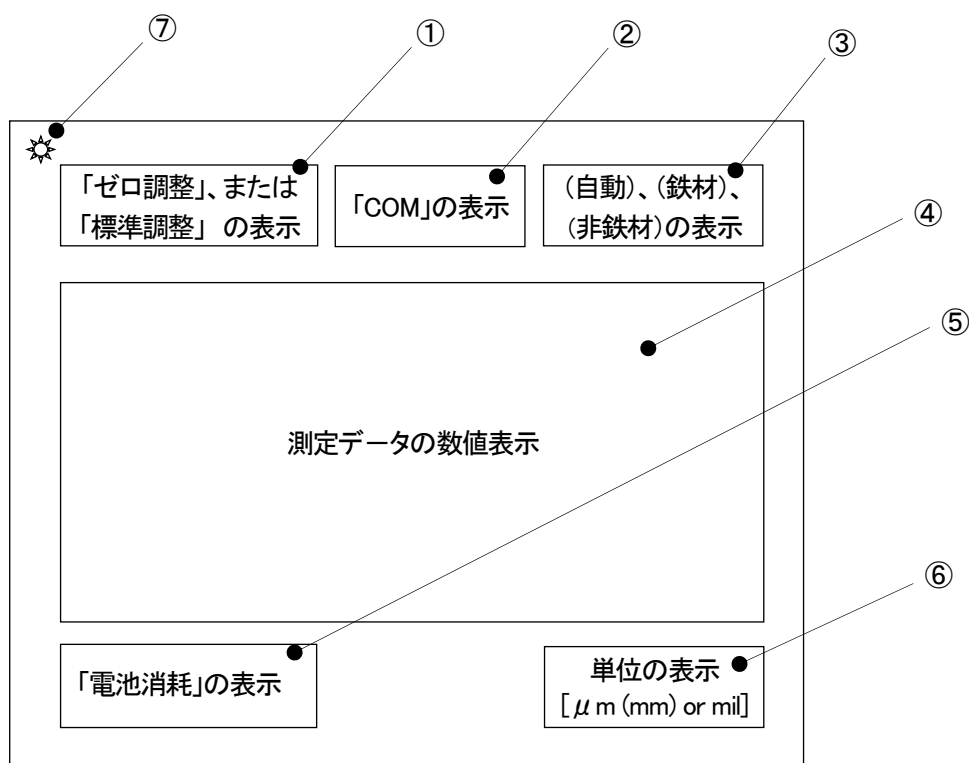 ⑦
①
②
③
「ゼロ調整」、または
「標準調整」 の表示
「COM」の表示
(自動)、(鉄材)、
(非鉄材)の表示
④
⑤
測定データの数値表示
⑥
「電池消耗」の表示
単位の表示
[μm (mm) or mil]